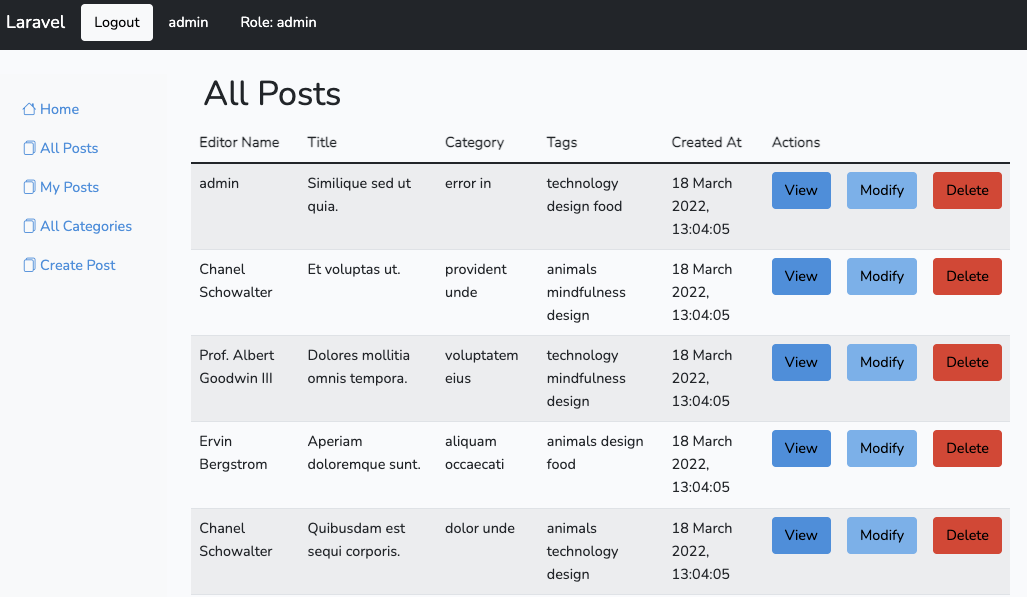 Laravel Logout admin Role: admin
Home
All Posts
My Posts
All Categories
Create Post
All Posts
Editor Name Title Category Tags Created At Actions
admin Similique sed ut error in technology 18 March View Modify Delete
quia. design food 2022,
13:04:05
Chanel Et voluptas ut. provident animals 18 March View Modify Delete
Schowalter unde mindfulness 2022,
design 13:04:05
Prof. Albert Dolores mollitia voluptatem technology 18 March View Modify Delete
Goodwin III omnis tempora. eius mindfulness 2022,
design 13:04:05
Ervin Aperiam aliquam animals design 18 March View Modify Delete
Bergstrom doloremque sunt. occaecati food 2022,
13:04:05
Chanel Quibusdam est dolor unde animals 18 March View Modify Delete
Schowalter sequi corporis. technology 2022,
design 13:04:05